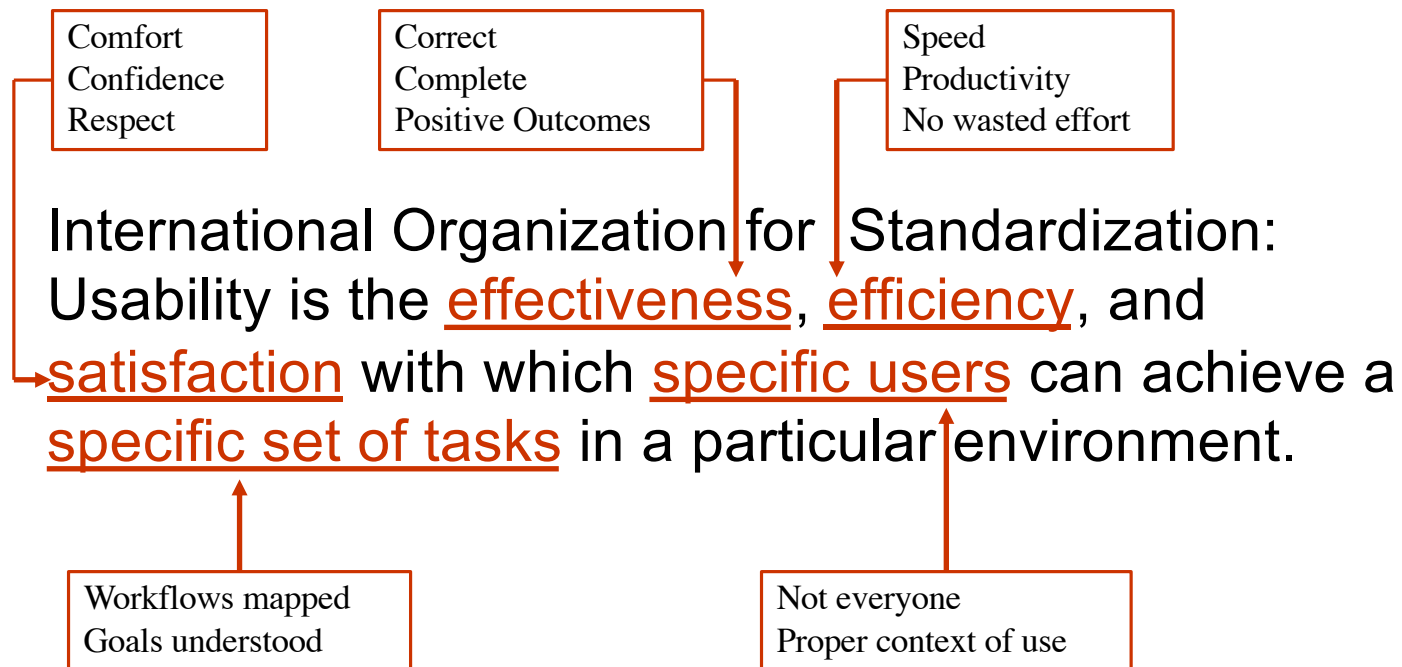 Comfort
Confidence
Respect
Correct
Complete
Positive Outcomes
Speed
Productivity
No wasted effort
International Organization for Standardization:
Usability is the effectiveness, efficiency, and
satisfaction with which specific users can achieve a
specific set of tasks in a particular environment.
Workflows mapped
Goals understood
Not everyone
Proper context of use